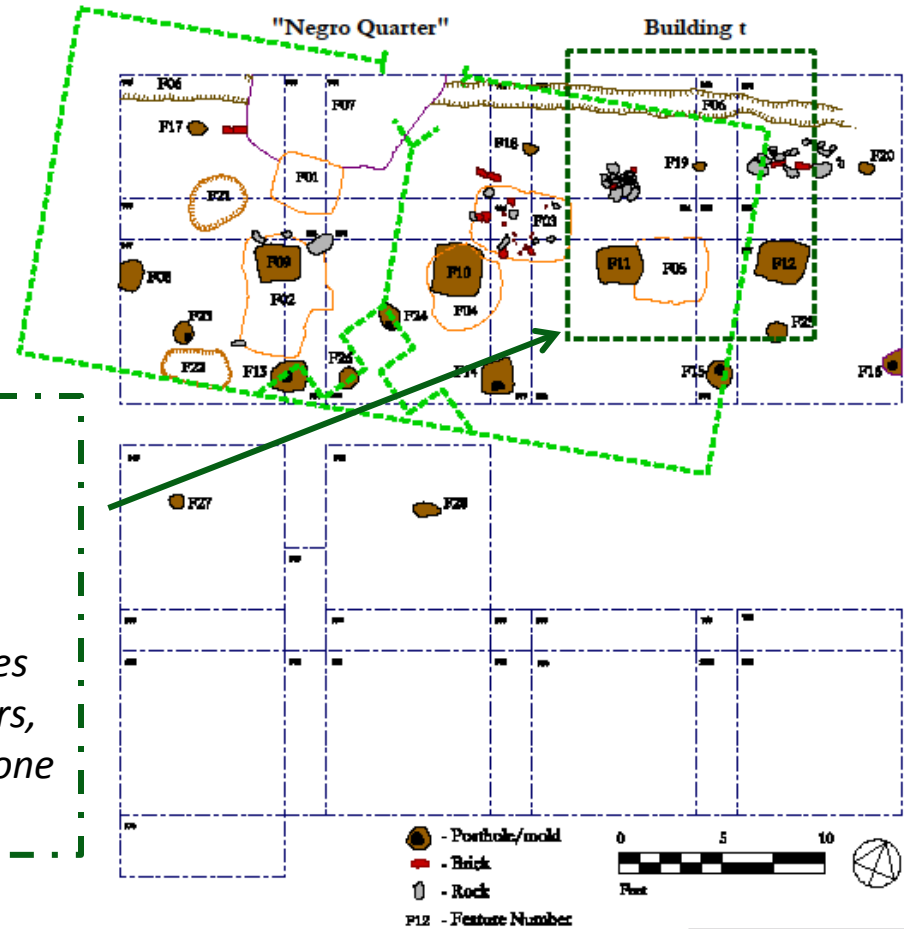 "Negro Quarter"
Building t
F06
F07
F06
F17
F18
F19
F20
F01
F21
F03
F09
F10
F11
F05
F12
F08
F02
F04
F23
F24
F25
F22
F13
F26
F14
F15
F16
F27
F28
es
rs,
one
- Posthole/mold
- Brick
- Rock
F12 - Feature Number
0 5 10
Feet